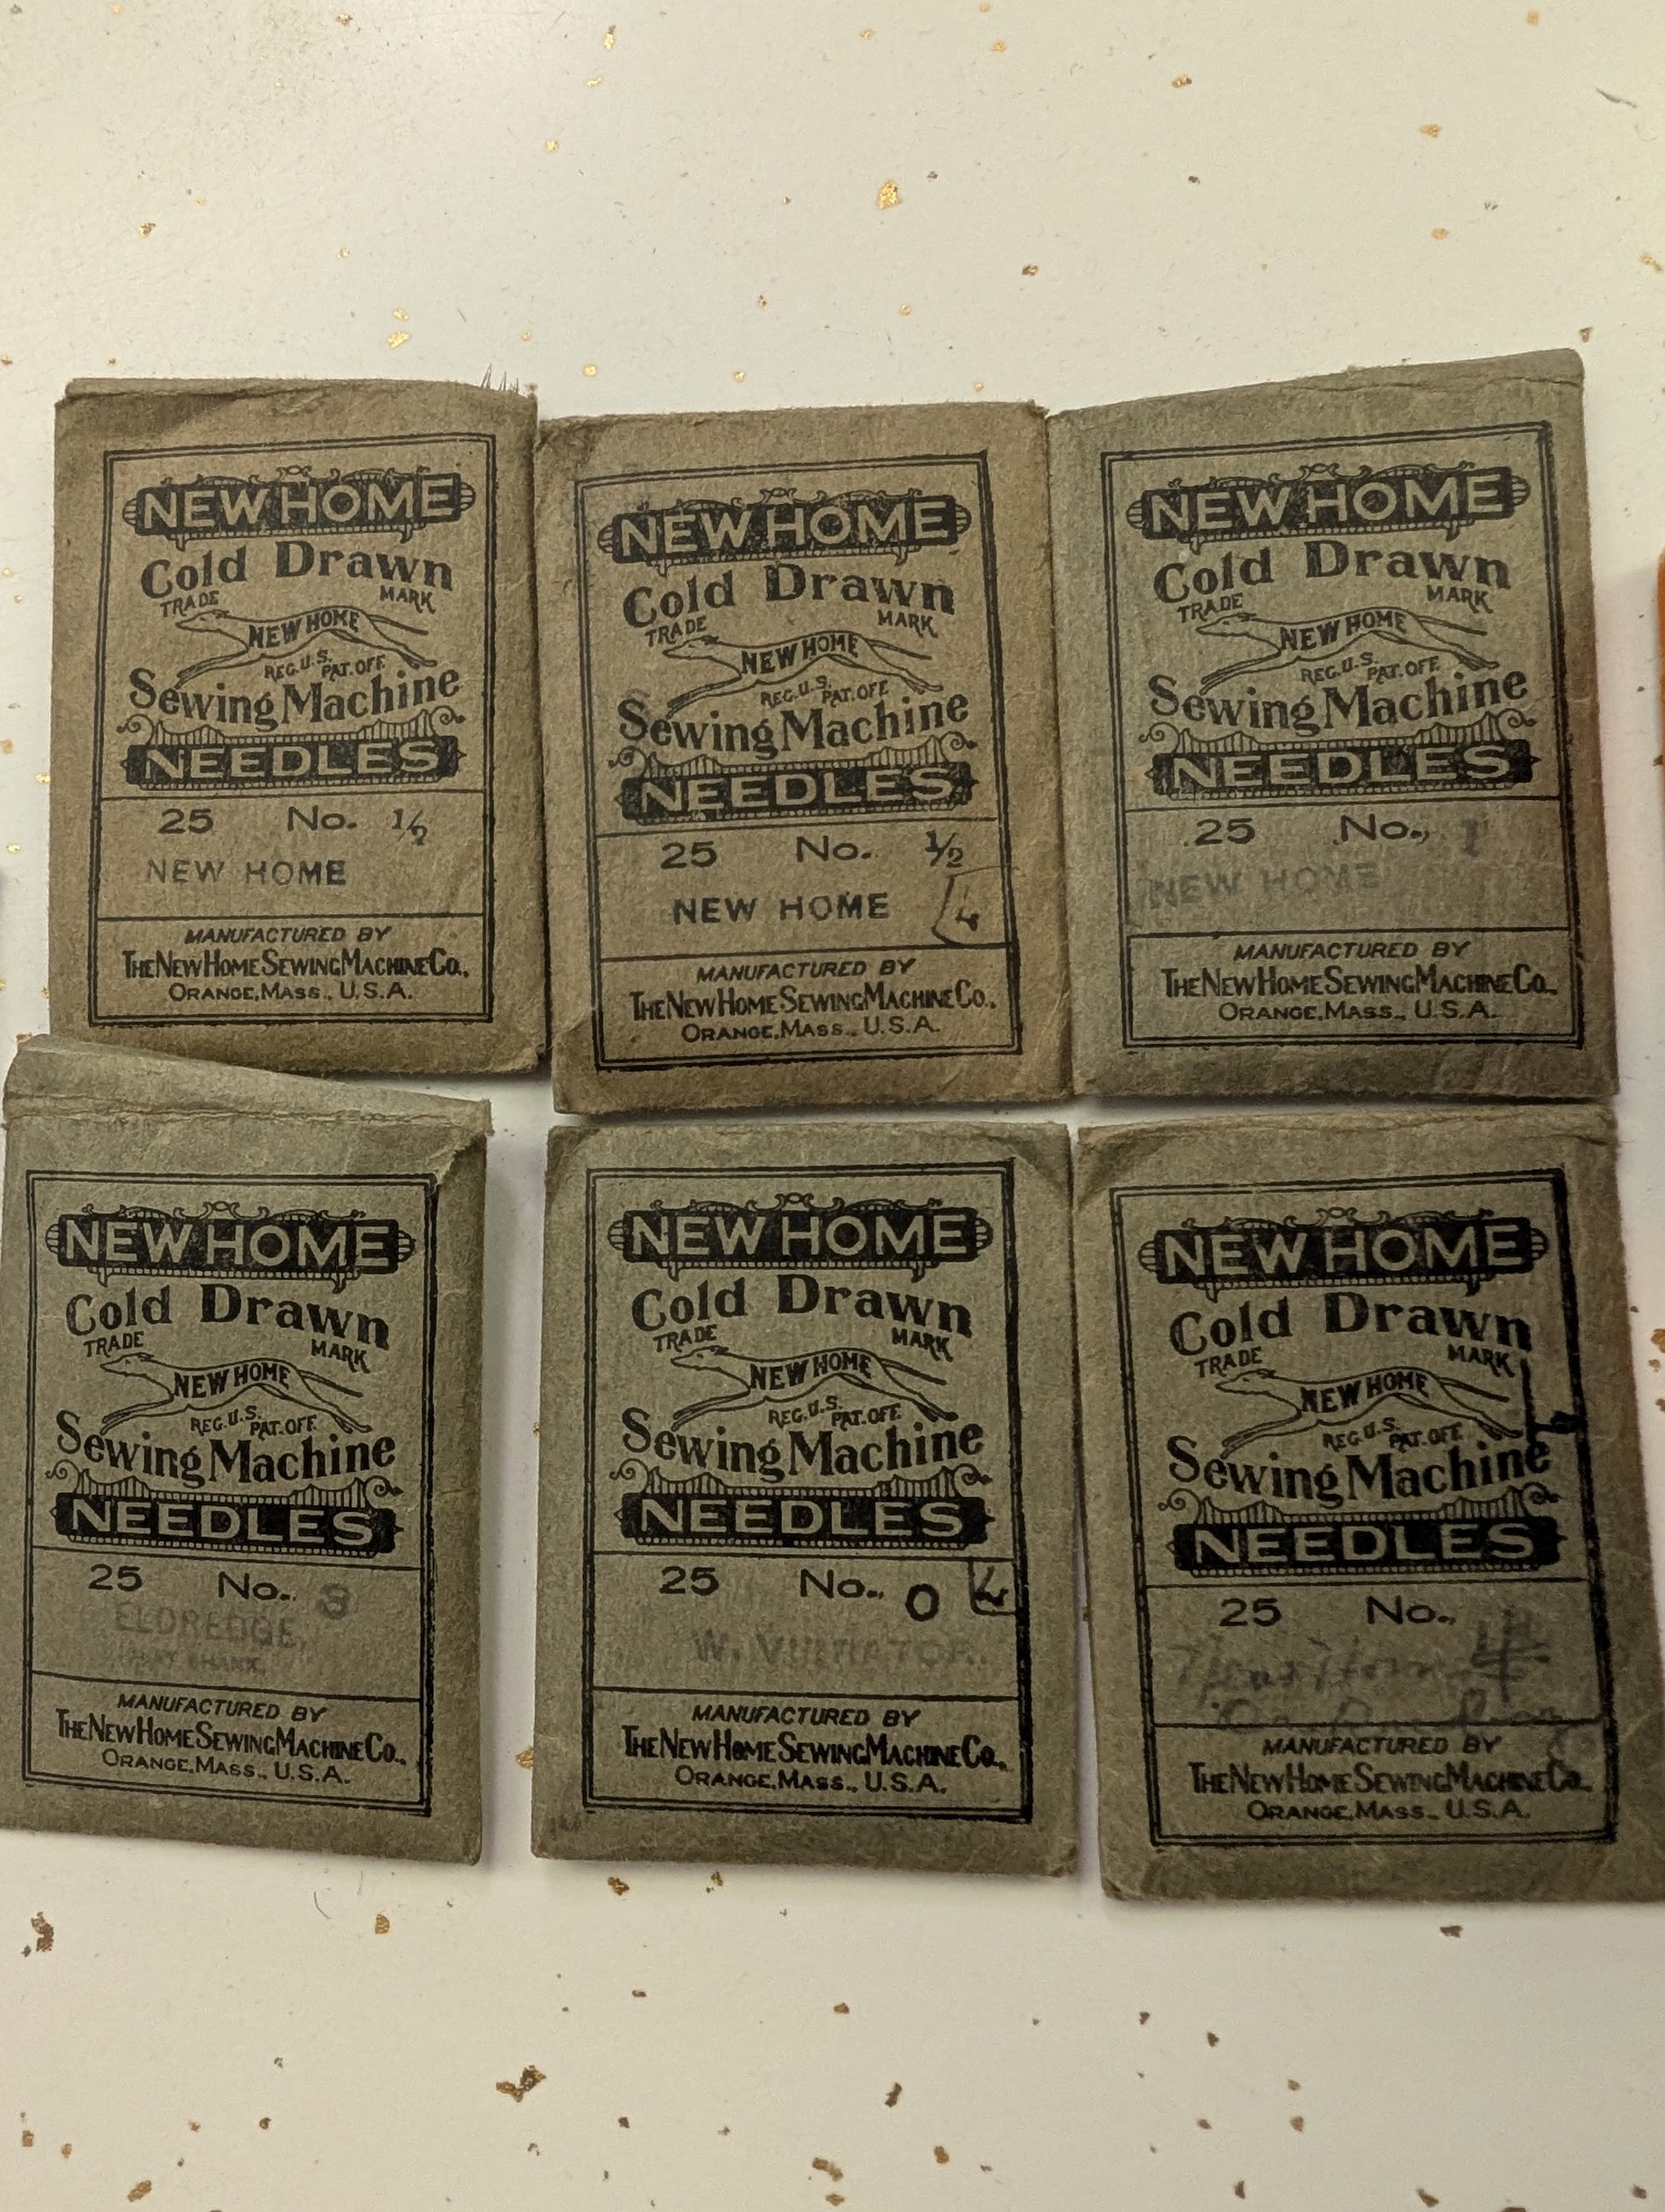 NEW HOME
Cold Drawn
TRADE MARK
NEW HOME
REG. U.S. PAT. OFF.
Sewing Machine
NEEDLES
25 No. 1/2
NEW HOME
MANUFACTURED BY
THE NEW HOME SEWING MACHINE CO.,
ORANGE, MASS., U.S.A.
NEW HOME
Cold Drawn
TRADE MARK
NEW HOME
REG. U.S. PAT. OFF.
Sewing Machine
NEEDLES
25 No. 1/2
NEW HOME 4
MANUFACTURED BY
THE NEW HOME SEWING MACHINE CO.,
ORANGE, MASS., U.S.A.
NEW HOME
Cold Drawn
TRADE MARK
NEW HOME
REG. U.S. PAT. OFF.
Sewing Machine
NEEDLES
25 No. 1
NEW HOME
MANUFACTURED BY
THE NEW HOME SEWING MACHINE CO.,
ORANGE, MASS., U.S.A.
NEW HOME
Cold Drawn
TRADE MARK
NEW HOME
REG. U.S. PAT. OFF.
Sewing Machine
NEEDLES
25 No. 3
ELDREDGE,
SHANK
MANUFACTURED BY
THE NEW HOME SEWING MACHINE CO.,
ORANGE, MASS., U.S.A.
NEW HOME
Cold Drawn
TRADE MARK
NEW HOME
REG. U.S. PAT. OFF.
Sewing Machine
NEEDLES
25 No. 0 4
W. VIBRATOR.
MANUFACTURED BY
THE NEW HOME SEWING MACHINE CO.,
ORANGE, MASS., U.S.A.
NEW HOME
Cold Drawn
TRADE MARK
NEW HOME
REG. U.S. PAT. OFF.
Sewing Machine
NEEDLES
25 No.
MANUFACTURED BY
THE NEW HOME SEWING MACHINE CO.,
ORANGE, MASS., U.S.A.